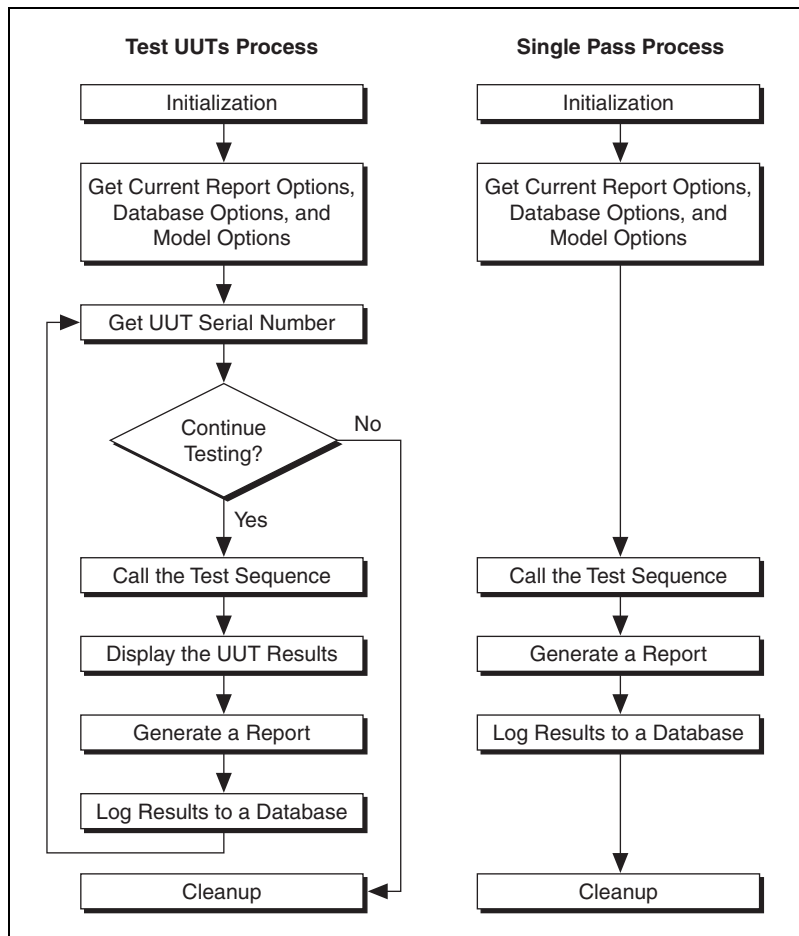 Test UUTs Process
Initialization
Get Current Report Options,
Database Options, and
Model Options
Get UUT Serial Number
Continue
Testing?
No
Yes
Call the Test Sequence
Display the UUT Results
Generate a Report
Log Results to a Database
Cleanup
Single Pass Process
Initialization
Get Current Report Options,
Database Options, and
Model Options
Call the Test Sequence
Generate a Report
Log Results to a Database
Cleanup